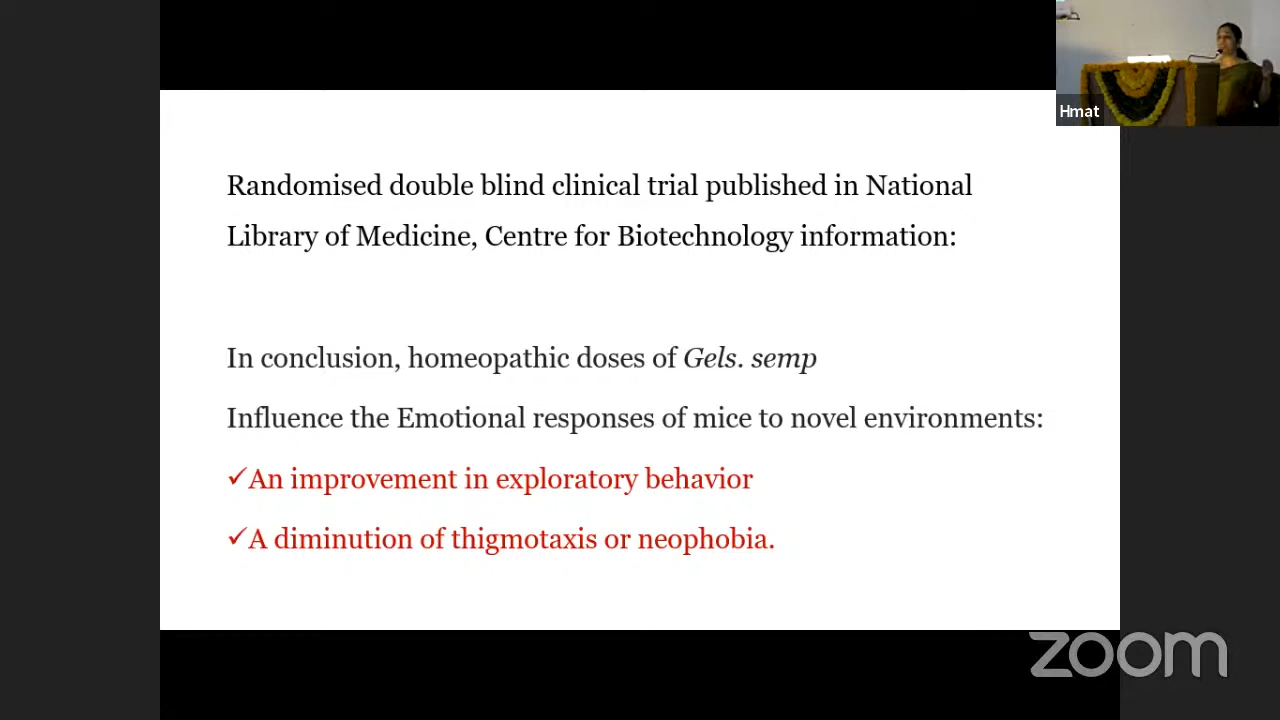 Hmat
Randomised double blind clinical trial published in National
Library of Medicine, Centre for Biotechnology information:
In conclusion, homeopathic doses of Gels. semp
Influence the Emotional responses of mice to novel environments:
✓An improvement in exploratory behavior
✓A diminution of thigmotaxis or neophobia.
zoom